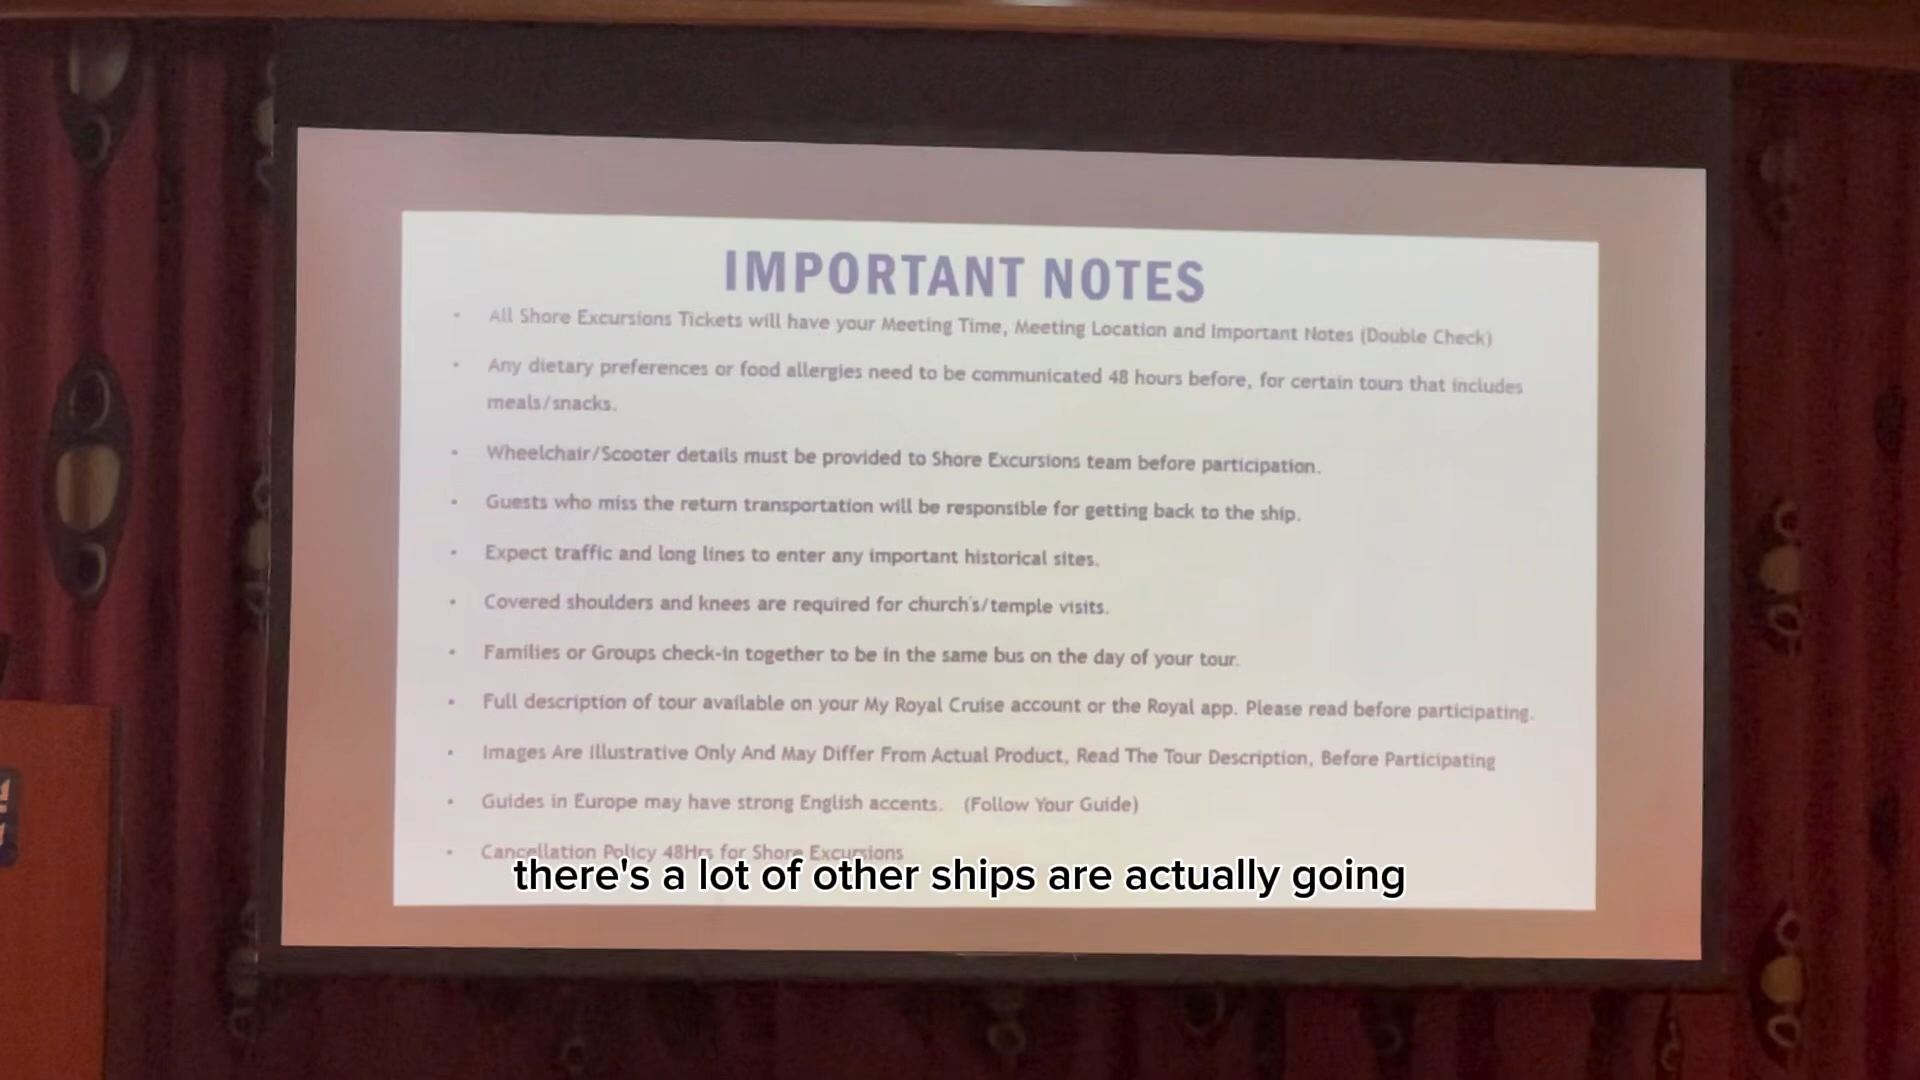 IMPORTANT NOTES
• All Shore Excursions Tickets will have your Meeting Time, Meeting Location and Important Notes (Double Check)
• Any dietary preferences or food allergies need to be communicated 48 hours before, for certain tours that includes
meals/snacks.
• Wheelchair/Scooter details must be provided to Shore Excursions team before participation.
• Guests who miss the return transportation will be responsible for getting back to the ship.
• Expect traffic and long lines to enter any important historical sites.
• Covered shoulders and knees are required for church's/temple visits.
• Families or Groups check-in together to be in the same bus on the day of your tour.
• Full description of tour available on your My Royal Cruise account or the Royal app. Please read before participating.
• Images Are Illustrative Only And May Differ From Actual Product, Read The Tour Description, Before Participating
• Guides in Europe may have strong English accents. (Follow Your Guide)
• Cancellation Policy 48Hrs for Shore Excursions
there's a lot of other ships are actually going